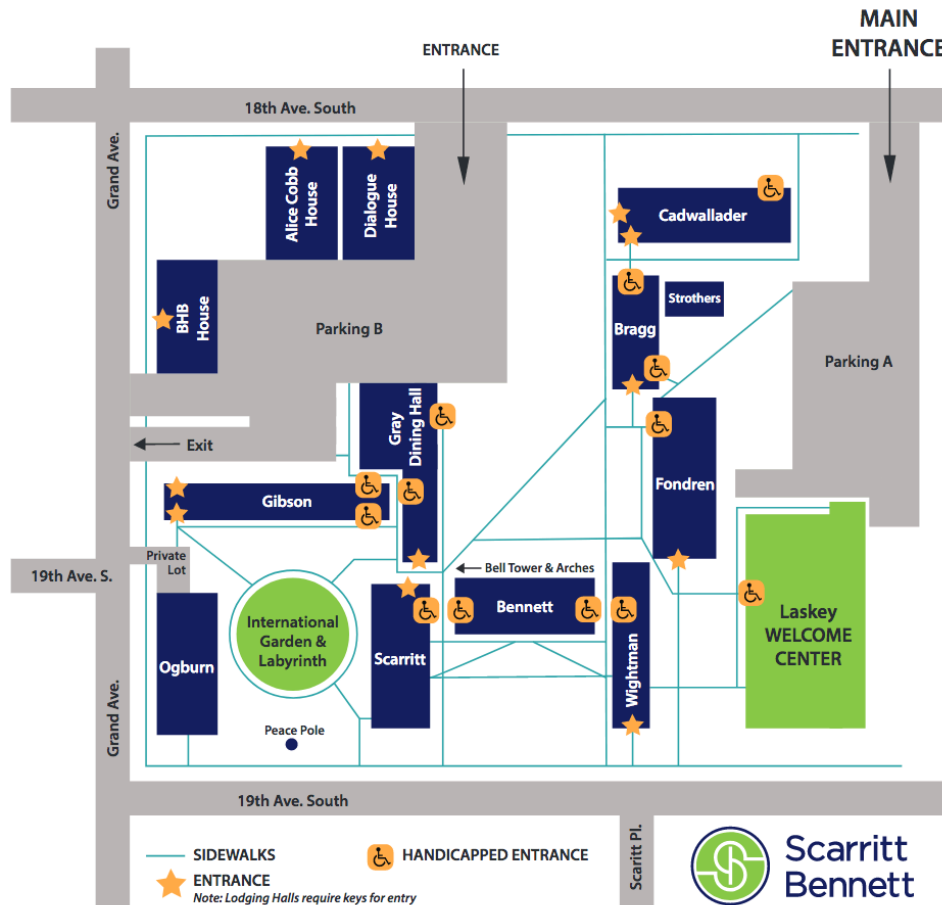 MAIN
ENTRANCE
ENTRANCE
18th Ave. South
Grand Ave.
Alice Cobb
House
Dialogue
House
Cadwallader
BHB
House
Strothers
Bragg
Parking B
Parking A
Gray
Dining Hall
Exit
Fondren
Gibson
Private
Lot
19th Ave. S.
Bell Tower & Arches
Bennett
International
Garden &
Labyrinth
Laskey
WELCOME
CENTER
Ogburn
Scarritt
Wightman
Grand Ave.
Peace Pole
19th Ave. South
SIDEWALKS
HANDICAPPED ENTRANCE
ENTRANCE
Note: Lodging Halls require keys for entry
Scaritt Pl.
Scarritt
Bennett